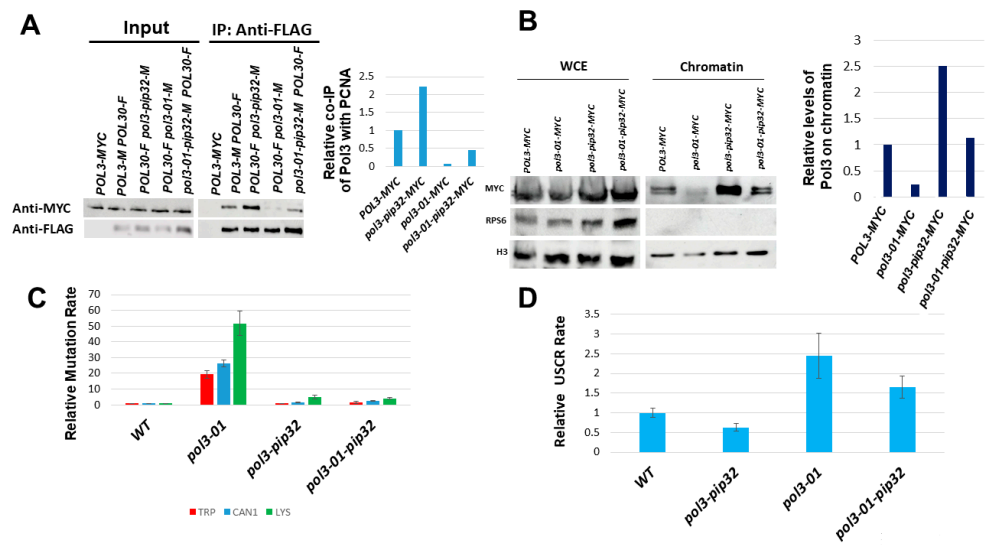 A
Input
IP: Anti-FLAG
POL3-MYC
POL3-M POL30-F
POL30-F pol3-pip32-M
POL30-F pol3-01-M
pol3-01-pip32-M POL30-F
POL3-MYC
POL3-M POL30-F
POL30-F pol3-pip32-M
POL30-F pol3-01-M
pol3-01-pip32-M POL30-F
Anti-MYC
Anti-FLAG
Relative co-IP
of Pol3 with PCNA
2.5
2
1.5
1
0.5
0
POL3-MYC
pol3-pip32-MYC
pol3-01-MYC
pol3-01-pip32-MYC
B
WCE
Chromatin
POL3-MYC
pol3-01-MYC
pol3-pip32-MYC
pol3-01-pip32-MYC
POL3-MYC
pol3-01-MYC
pol3-pip32-MYC
pol3-01-pip32-MYC
MYC
RPS6
H3
Relative levels of
Pol3 on chromatin
3
2.5
2
1.5
1
0.5
0
POL3-MYC
pol3-01-MYC
pol3-pip32-MYC
pol3-01-pip32-MYC
C
Relative Mutation Rate
70
60
50
40
30
20
10
0
WT
pol3-01
pol3-pip32
pol3-01-pip32
TRP
CAN1
LYS
D
Relative USCR Rate
3.5
3
2.5
2
1.5
1
0.5
0
WT
pol3-pip32
pol3-01
pol3-01-pip32